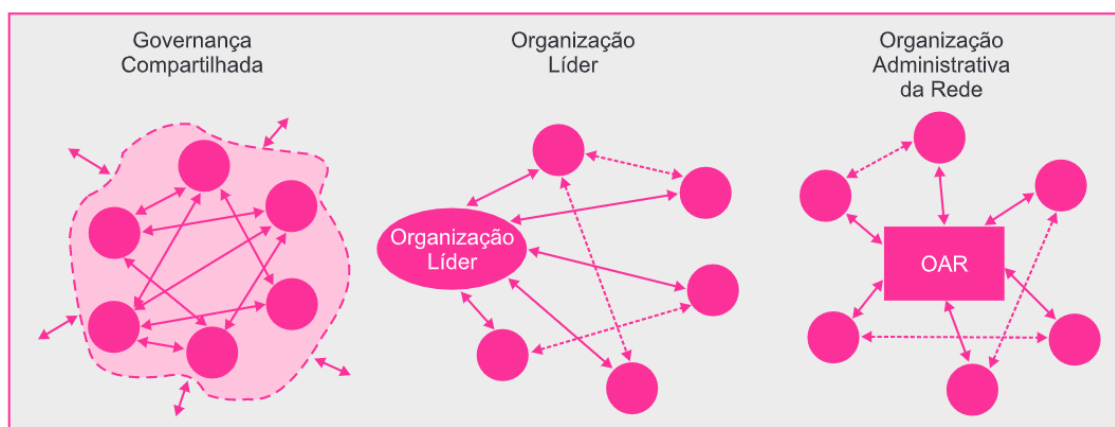 Governança
Compartilhada
Organização
Líder
Organização
Administrativa
da Rede
Organização
Líder
OAR